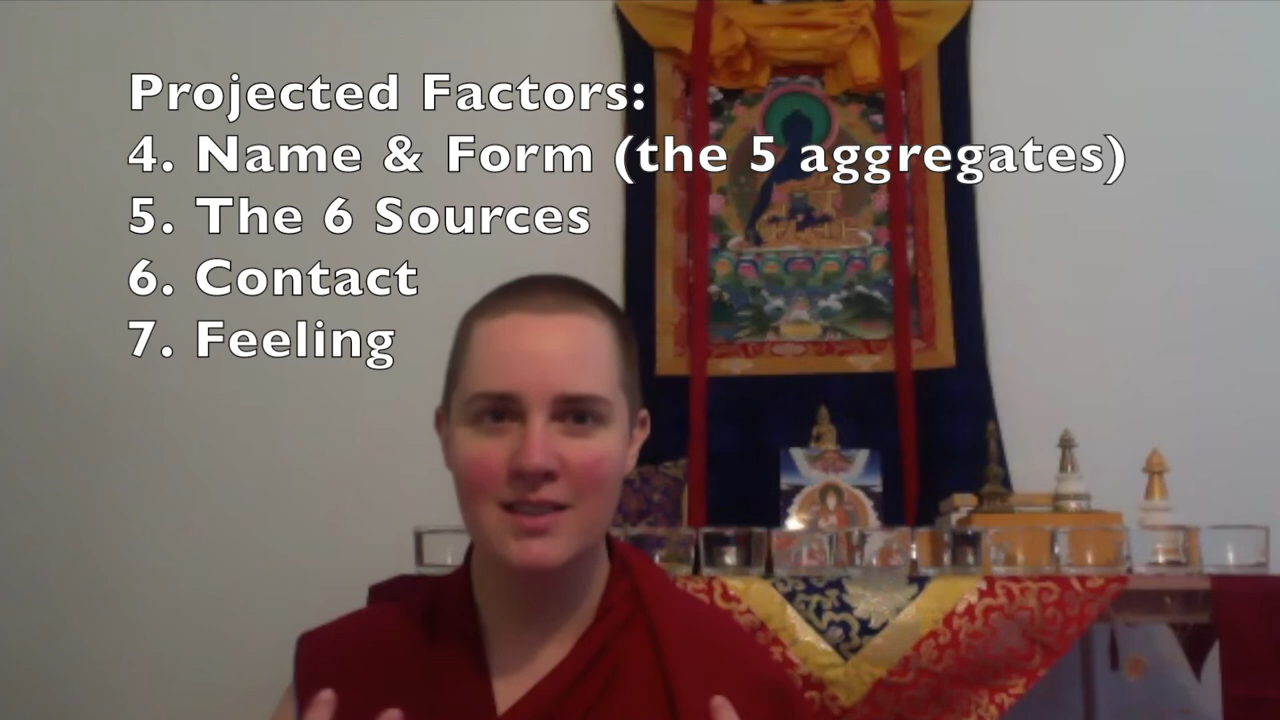 Projected Factors:
4. Name & Form (the 5 aggregates)
5. The 6 Sources
6. Contact
7. Feeling